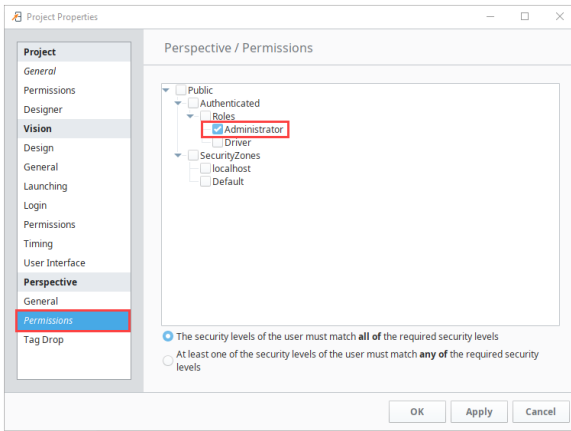 Project Properties
Project
General
Permissions
Designer
Vision
Design
General
Launching
Login
Permissions
Timing
User Interface
Perspective
General
Permissions
Tag Drop
Perspective / Permissions
Public
Authenticated
Roles
Administrator
Driver
SecurityZones
localhost
Default
The security levels of the user must match all of the required security levels
At least one of the security levels of the user must match any of the required security
levels
OK Apply Cancel